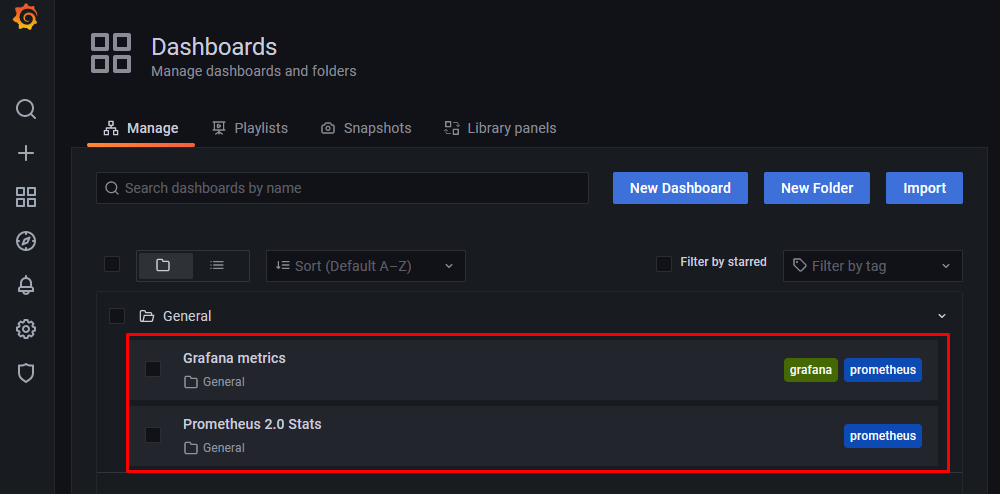 Dashboards
Manage dashboards and folders
Manage Playlists Snapshots Library panels
Search dashboards by name New Dashboard New Folder Import
Sort (Default A–Z) Filter by starred Filter by tag
General
Grafana metrics
General
grafana prometheus
Prometheus 2.0 Stats
General
prometheus